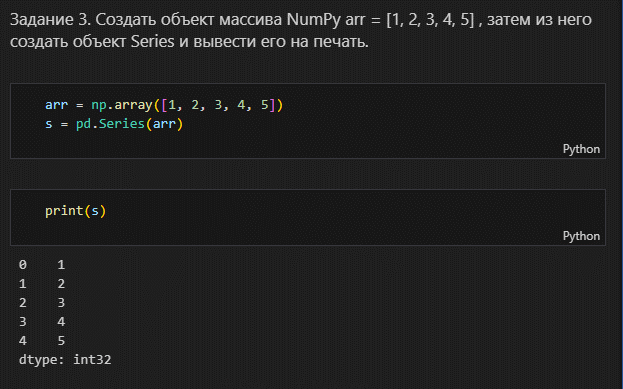 Задание 3. Создать объект массива NumPy arr = [1, 2, 3, 4, 5] , затем из него
создать объект Series и вывести его на печать.
arr = np.array([1, 2, 3, 4, 5])
s = pd.Series(arr)
Python
print(s)
Python
0    1
1    2
2    3
3    4
4    5
dtype: int32